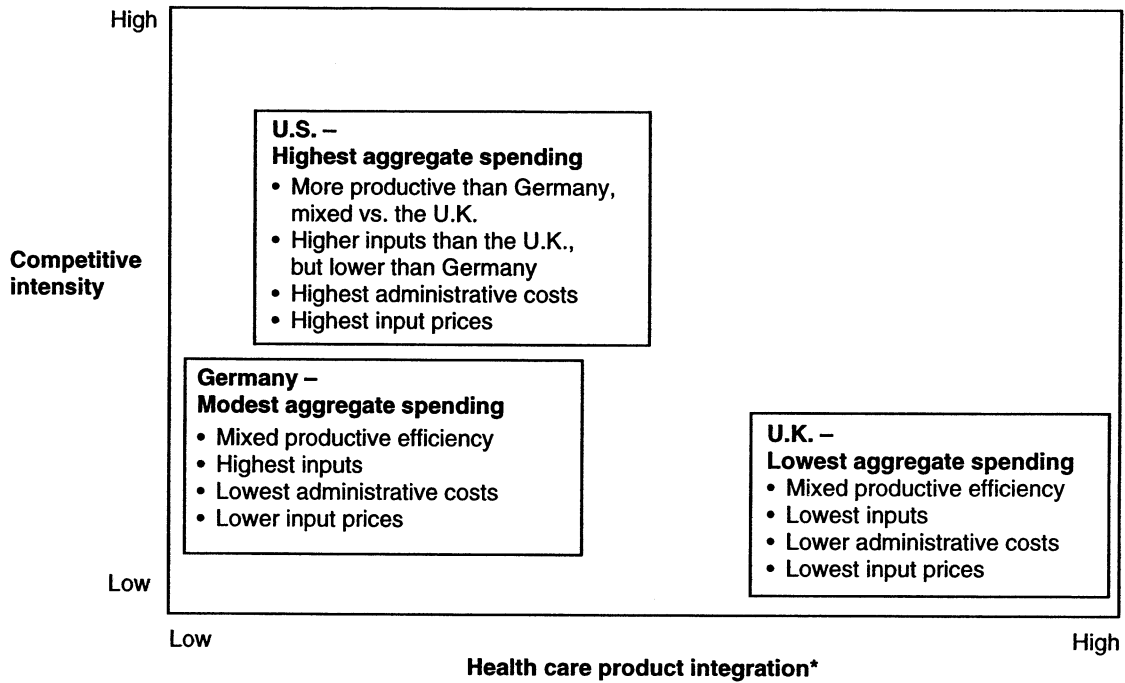 High
U.S. –
Highest aggregate spending
• More productive than Germany,
mixed vs. the U.K.
• Higher inputs than the U.K.,
but lower than Germany
• Highest administrative costs
• Highest input prices
Competitive
intensity
Germany –
Modest aggregate spending
• Mixed productive efficiency
• Highest inputs
• Lowest administrative costs
• Lower input prices
U.K. –
Lowest aggregate spending
• Mixed productive efficiency
• Lowest inputs
• Lower administrative costs
• Lowest input prices
Low
Low
High
Health care product integration*